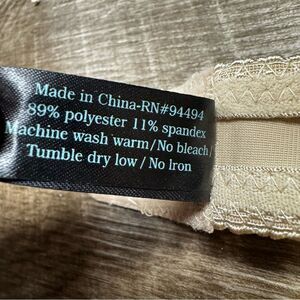 Made in China-RN#94494
89% polyester 11% spandex
Machine wash warm/No bleach/
Tumble dry low/No Iron